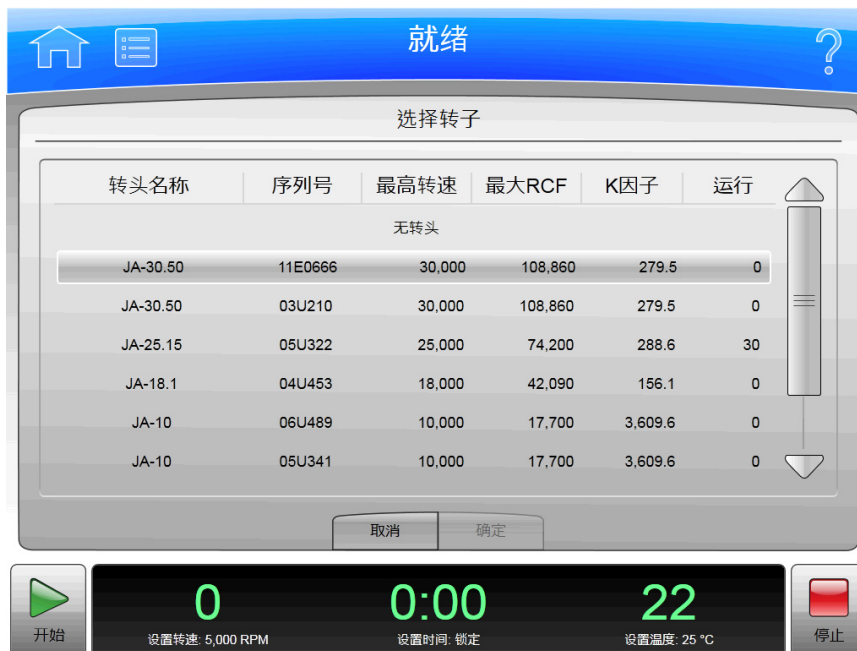 就绪
?
选择转子
转头名称 序列号 最高转速 最大RCF K因子 运行
无转头
JA-30.50 11E0666 30,000 108,860 279.5 0
JA-30.50 03U210 30,000 108,860 279.5 0
JA-25.15 05U322 25,000 74,200 288.6 30
JA-18.1 04U453 18,000 42,090 156.1 0
JA-10 06U489 10,000 17,700 3,609.6 0
JA-10 05U341 10,000 17,700 3,609.6 0
取消 确定
0 0:00 22
开始 设置转速: 5,000 RPM 设置时间: 锁定 设置温度: 25 °C 停止